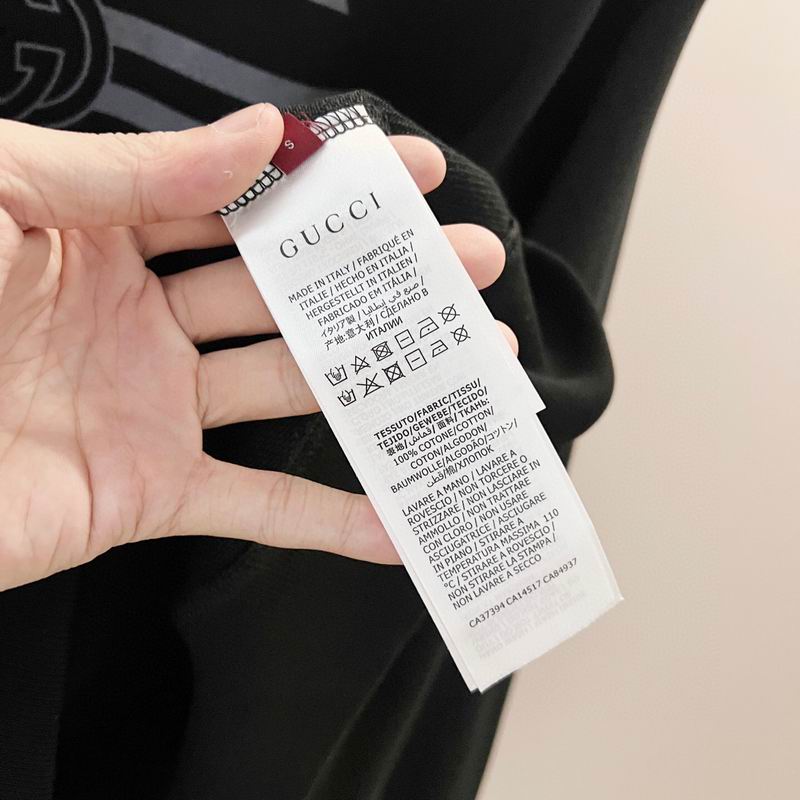 S
GUCCI
MADE IN ITALY / FABRIQUÉ EN
ITALIE / HECHO EN ITALIA /
HERGESTELLT IN ITALIEN /
FABRICADO EM ITÁLIA /
イタリア製 / صنع في إيطاليا /
产地:意大利 / СДЕЛАНО В
ИТАЛИИ
TESSUTO/FABRIC/TISSU/
TEJIDO/GEWEBE/TECIDO/
表地/قماش/面料/ТКАНЬ:
100% COTONE/COTTON/
COTON/ALGODON/
BAUMWOLLE/ALGODÃO/コットン/
قطن/棉/ХЛОПОК
LAVARE A MANO / LAVARE A
ROVESCIO / NON TORCERE O
STRIZZARE / NON LASCIARE IN
AMMOLLO / NON TRATTARE
CON CLORO / NON USARE
ASCIUGATRICE / ASCIUGARE
IN PIANO / STIRARE A
TEMPERATURA MASSIMA 110
°C / STIRARE A ROVESCIO /
NON STIRARE LA STAMPA /
NON LAVARE A SECCO
CA37394 CA14517 CA84937